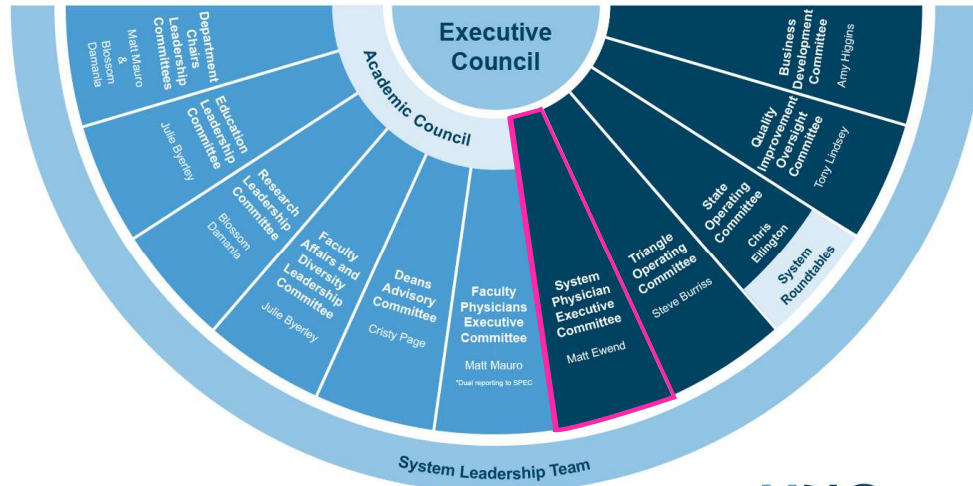 Executive
Council
Academic Council
Department
Chairs
Leadership
Committees
Matt Mauro
&
Blossom
Damania
Education
Leadership
Committee
Julie Byerley
Research
Leadership
Committee
Blossom
Damania
Faculty
Affairs and
Diversity
Leadership
Committee
Julie Byerley
Deans
Advisory
Committee
Cristy Page
Faculty
Physicians
Executive
Committee
Matt Mauro
*Dual reporting to SPEC
System
Physician
Executive
Committee
Matt Ewend
Triangle
Operating
Committee
Steve Burriss
State
Operating
Committee
Chris
Ellington
System
Roundtables
Quality
Improvement
Oversight
Committee
Tony Lindsey
Business
Development
Committee
Amy Higgins
System Leadership Team